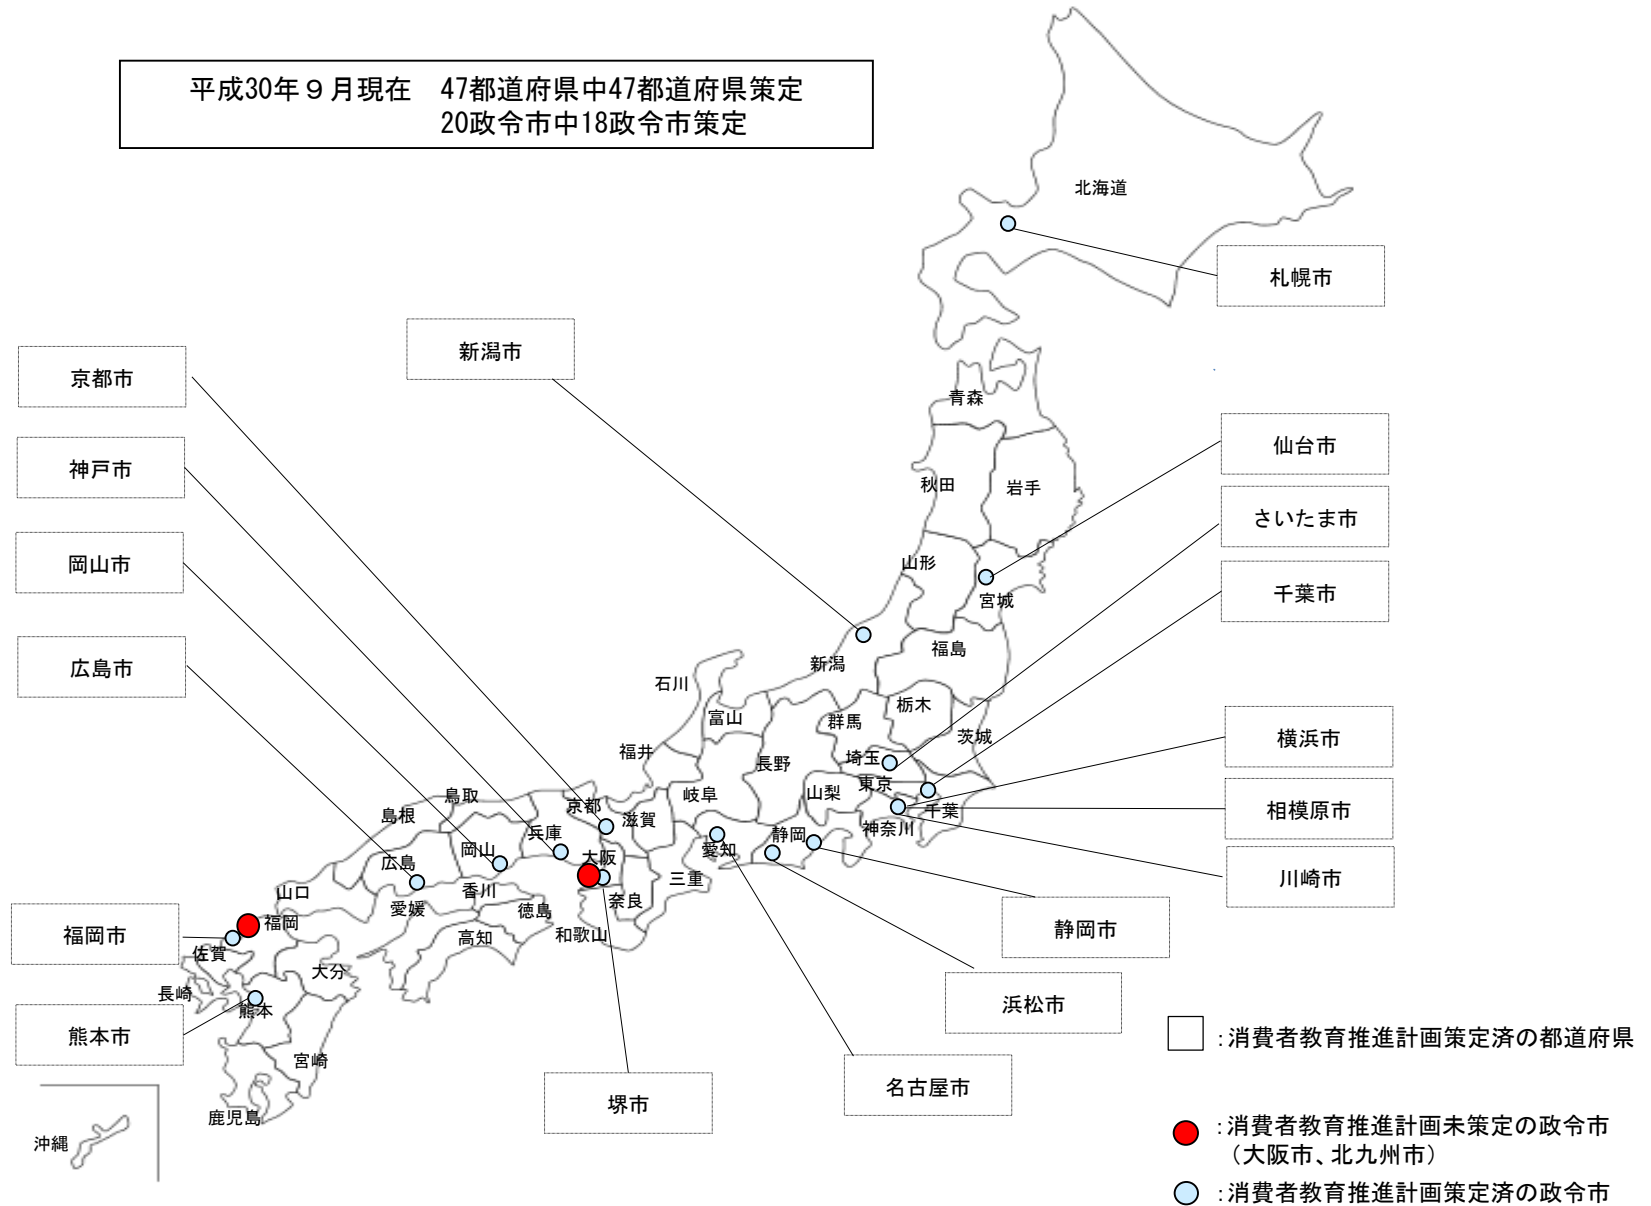 平成30年９月現在　47都道府県中47都道府県策定
20政令市中18政令市策定
北海道
札幌市
新潟市
京都市
青森
仙台市
神戸市
秋田
岩手
さいたま市
岡山市
山形
千葉市
宮城
広島市
福島
新潟
石川
栃木
富山
群馬
茨城
横浜市
福井
埼玉
長野
東京
山梨
岐阜
鳥取
京都
相模原市
千葉
島根
滋賀
神奈川
兵庫
静岡
岡山
愛知
大阪
広島
川崎市
三重
山口
香川
奈良
愛媛
徳島
福岡
静岡市
福岡市
和歌山
高知
佐賀
大分
長崎
浜松市
熊本
熊本市
：消費者教育推進計画策定済の都道府県
宮崎
名古屋市
堺市
鹿児島
：消費者教育推進計画未策定の政令市
沖縄
（大阪市、北九州市）
：消費者教育推進計画策定済の政令市